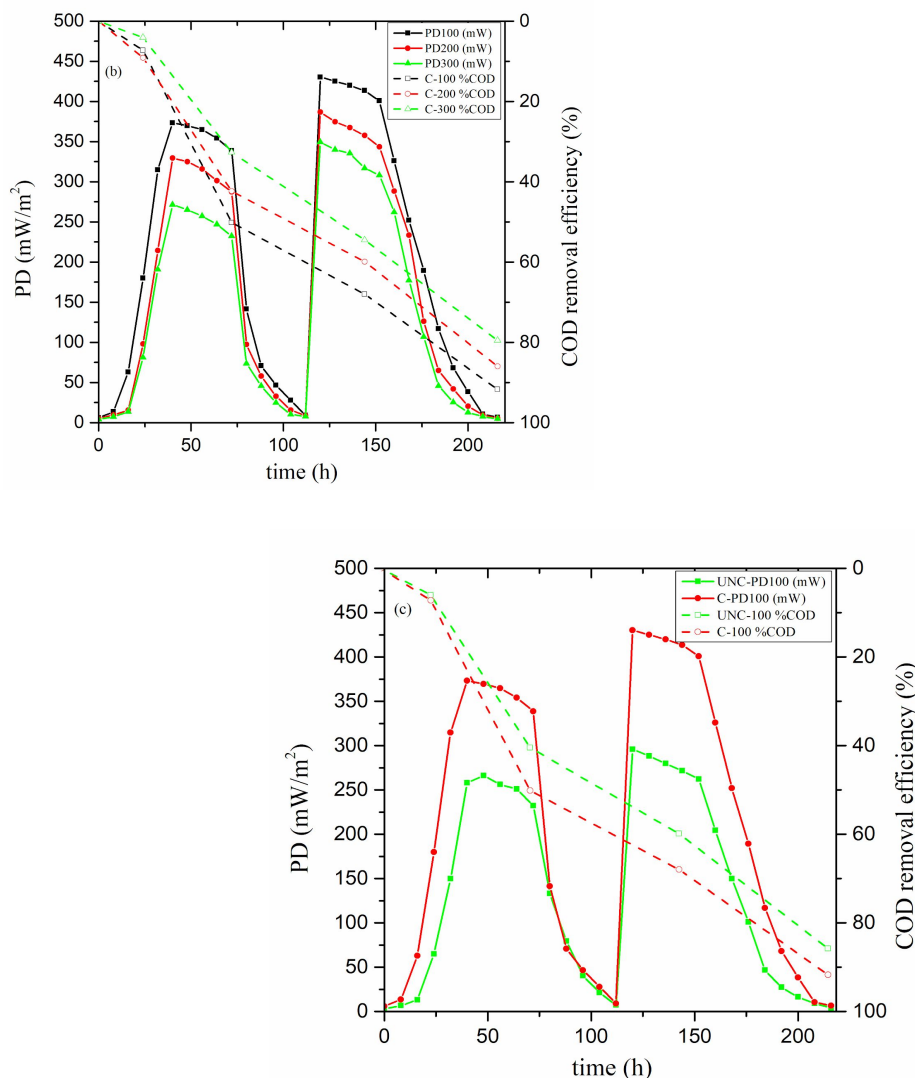 500
450
400
350
300
250
200
150
100
50
0
PD (mW/m²)
(b)
PD100 (mW)
PD200 (mW)
PD300 (mW)
C-100 %COD
C-200 %COD
C-300 %COD
0
20
40
60
80
100
COD removal efficiency (%)
0 50 100 150 200
time (h)
500
450
400
350
300
250
200
150
100
50
0
PD (mW/m²)
(c)
UNC-PD100 (mW)
C-PD100 (mW)
UNC-100 %COD
C-100 %COD
0
20
40
60
80
100
COD removal efficiency (%)
0 50 100 150 200
time (h)